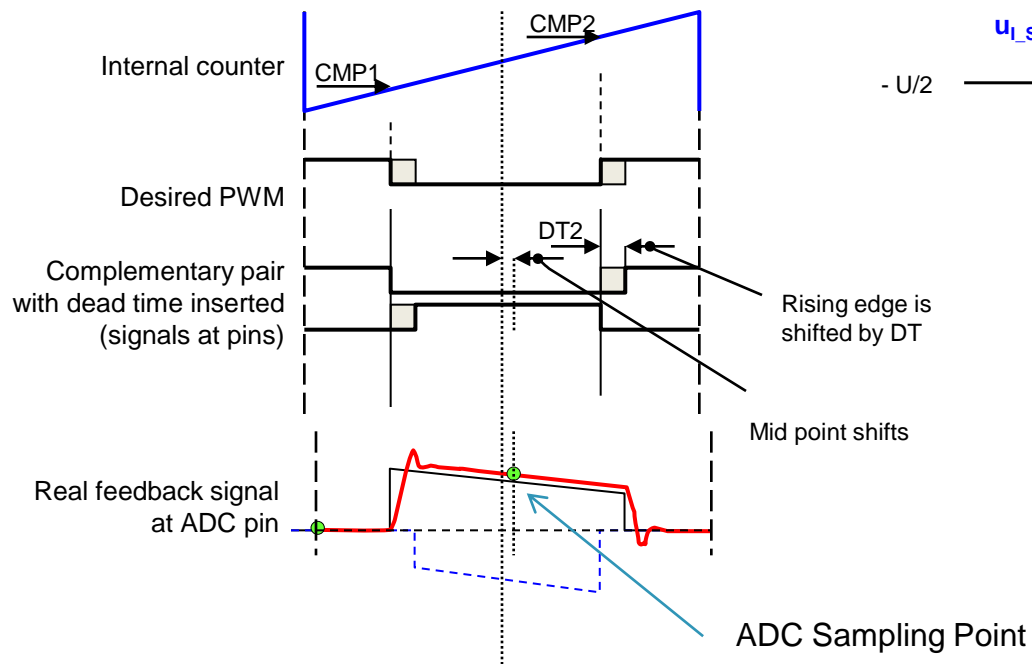 CMP2
u_I_S
Internal counter
CMP1
- U/2
Desired PWM
DT2
Complementary pair
with dead time inserted
(signals at pins)
Rising edge is
shifted by DT
Mid point shifts
Real feedback signal
at ADC pin
ADC Sampling Point